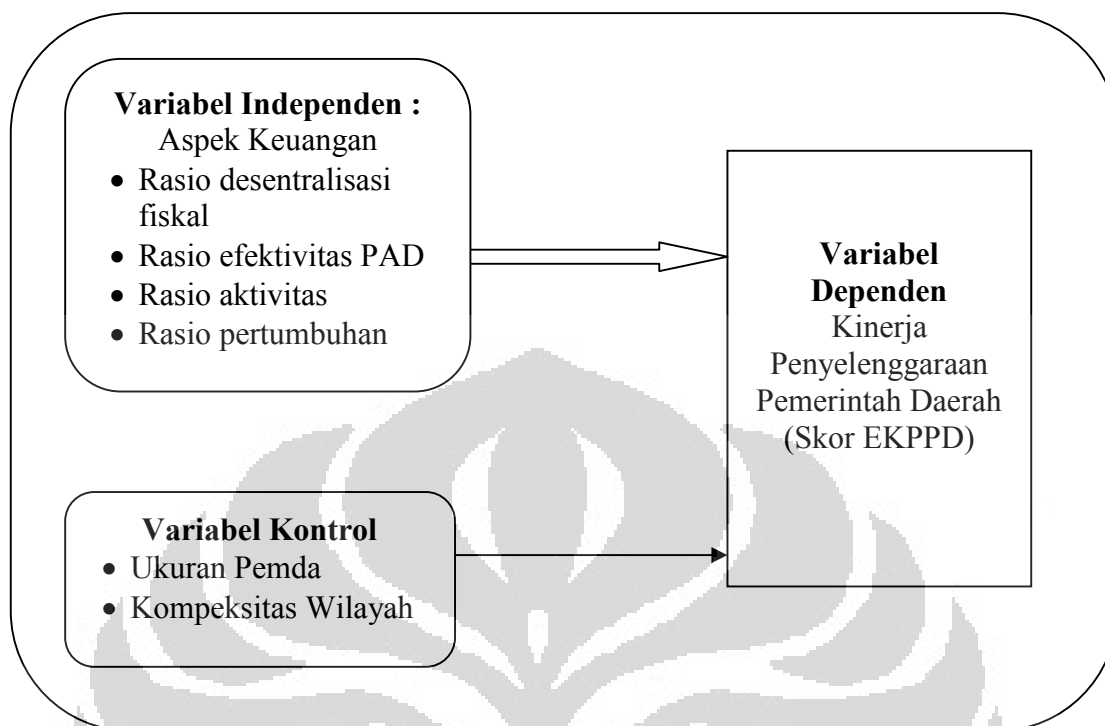 Variabel Independen :
Aspek Keuangan
• Rasio desentralisasi
fiskal
• Rasio efektivitas PAD
• Rasio aktivitas
• Rasio pertumbuhan
Variabel
Dependen
Kinerja
Penyelenggaraan
Pemerintah Daerah
(Skor EKPPD)
Variabel Kontrol
• Ukuran Pemda
• Kompeksitas Wilayah